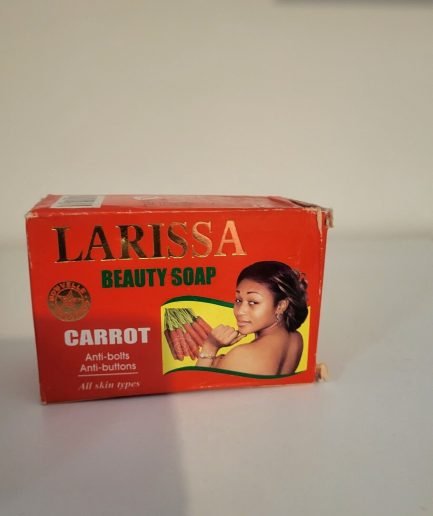 LARISSA
BEAUTY SOAP
CARROT
Anti-bolts
Anti-buttons
All skin types